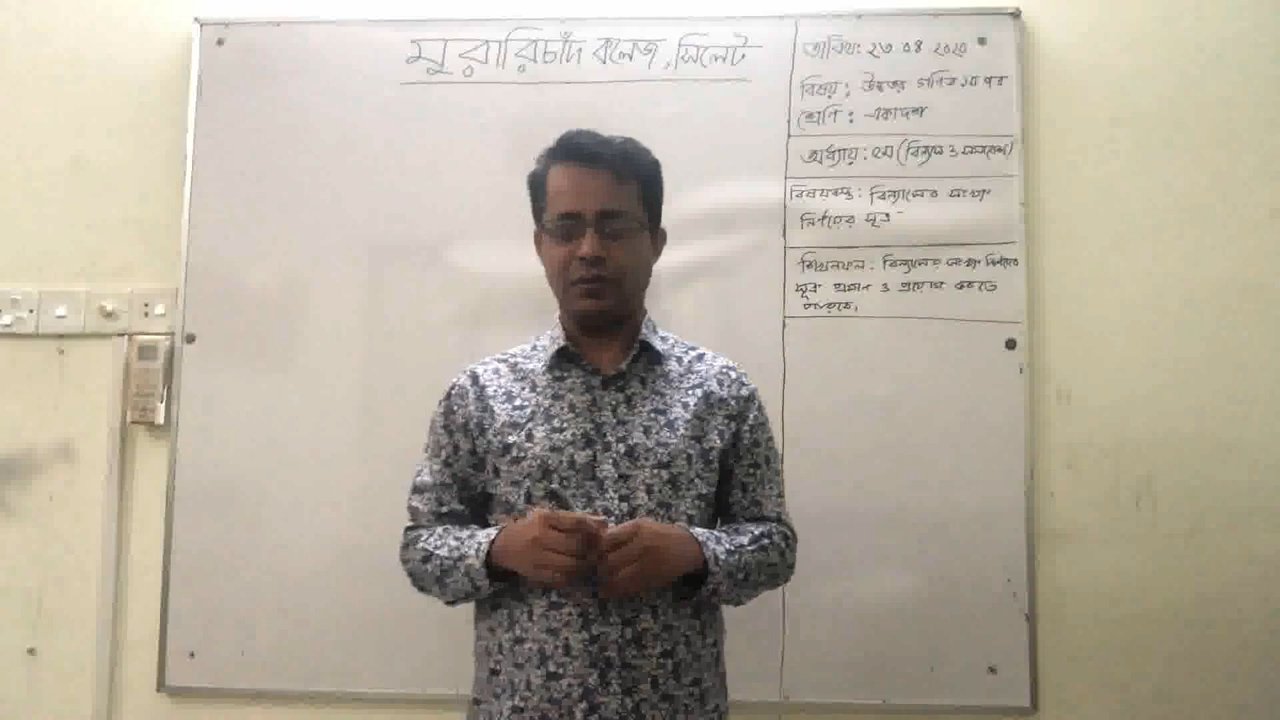 মুরারিচাঁদ কলেজ, সিলেট
তারিখ: ২৩ ০৪ ২০২০
বিষয়: উচ্চতর গণিত ১ম পত্র
শ্রেণি: একাদশ
অধ্যায়: ৫ম (বিন্যাস ও সমাবেশ)
বিষয়বস্তু: বিন্যাসের সংখ্যা
নির্ণয়ের সূত্র
শিখনফল: বিন্যাসের সংখ্যা নির্ণয়ের
সূত্র প্রমাণ ও প্রয়োগ করতে
পারবে।